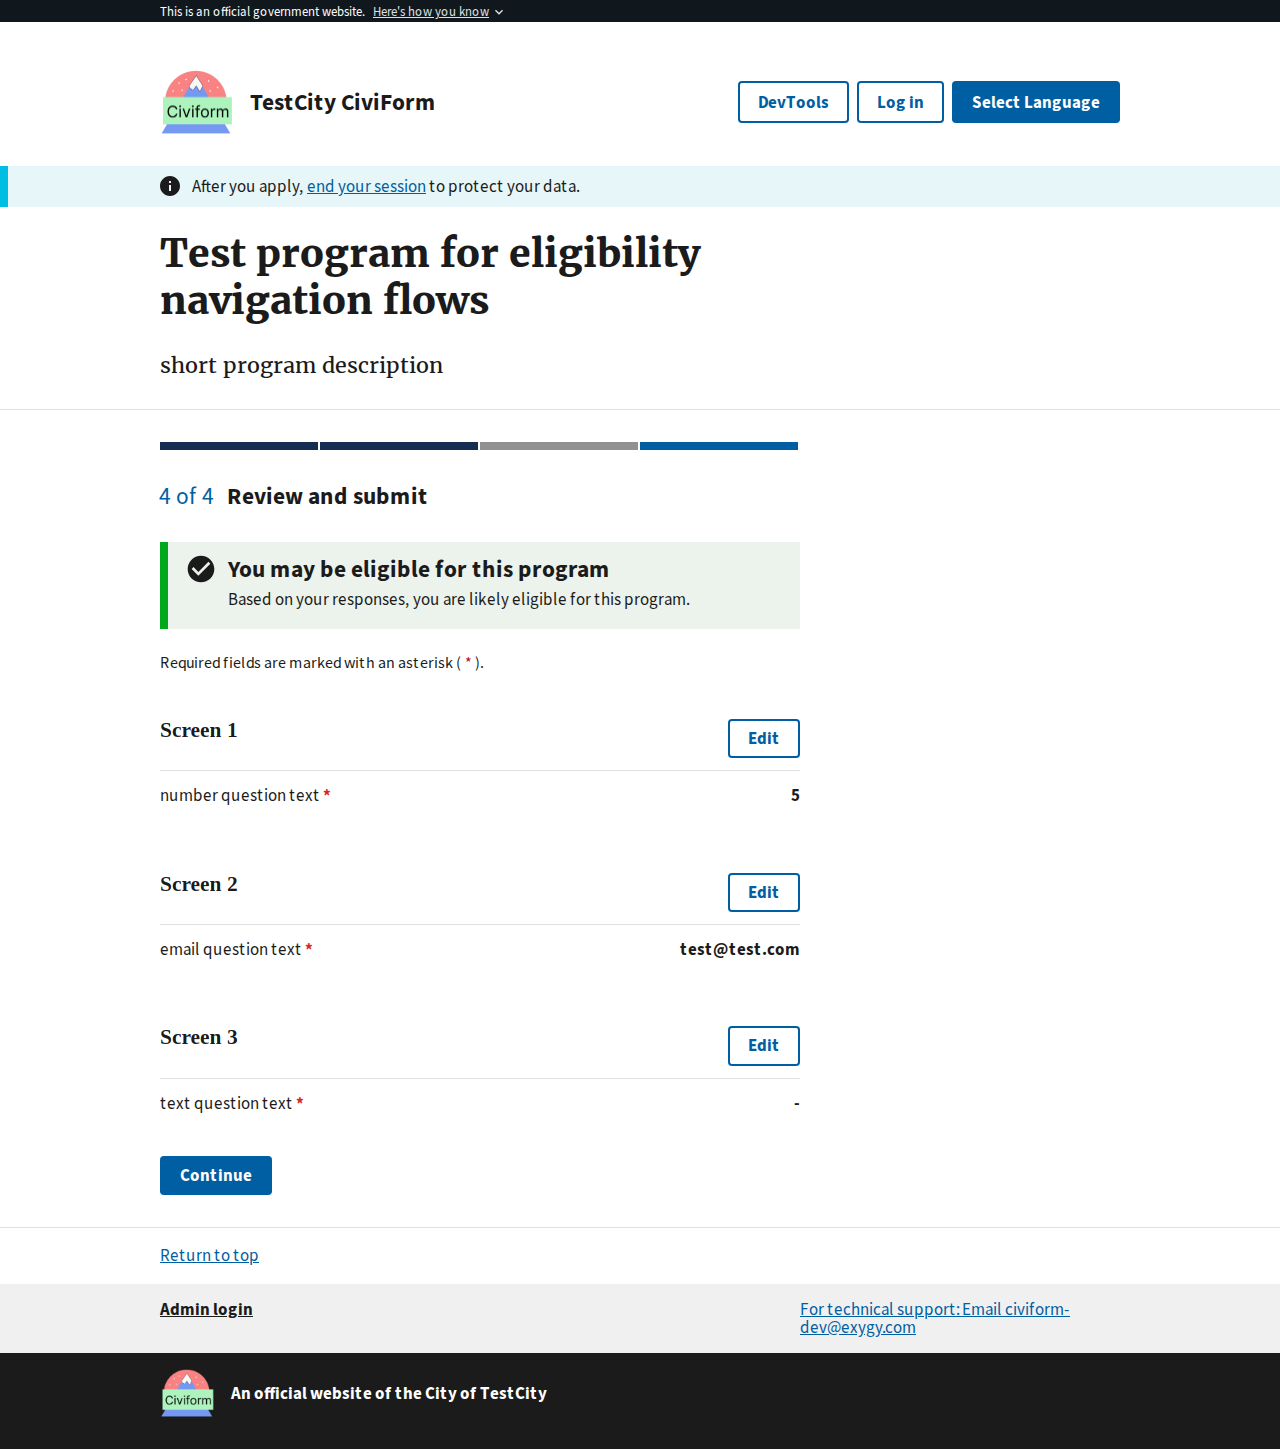 This is an official government website. Here's how you know
Civiform
TestCity CiviForm
DevTools
Log in
Select Language
After you apply, end your session to protect your data.
Test program for eligibility
navigation flows
short program description
4 of 4 Review and submit
You may be eligible for this program
Based on your responses, you are likely eligible for this program.
Required fields are marked with an asterisk ( * ).
Screen 1
Edit
number question text *
5
Screen 2
Edit
email question text *
test@test.com
Screen 3
Edit
text question text *
-
Continue
Return to top
Admin login
For technical support: Email civiform-
dev@exygy.com
Civiform
An official website of the City of TestCity